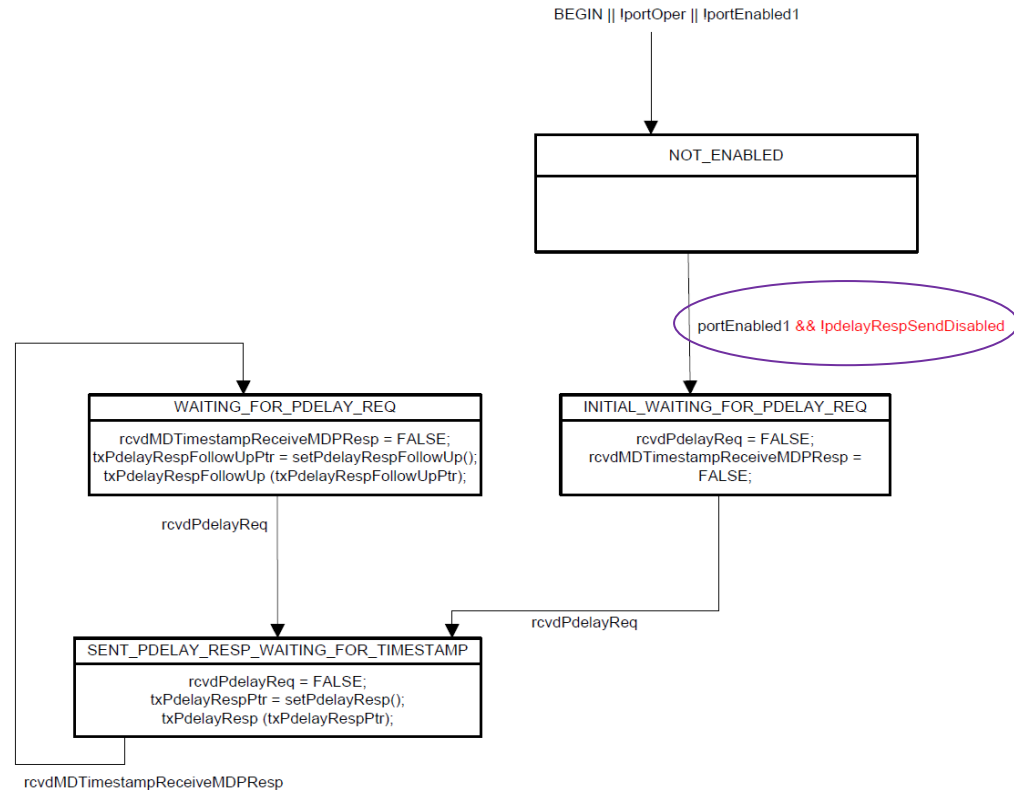 BEGIN || !portOper || !portEnabled1
NOT_ENABLED
portEnabled1 && !pdelayRespSendDisabled
WAITING_FOR_PDELAY_REQ
rcvdMDTimestampReceiveMDPResp = FALSE;
txPdelayRespFollowUpPtr = setPdelayRespFollowUp();
txPdelayRespFollowUp (txPdelayRespFollowUpPtr);
INITIAL_WAITING_FOR_PDELAY_REQ
rcvdPdelayReq = FALSE;
rcvdMDTimestampReceiveMDPResp =
FALSE;
rcvdPdelayReq
rcvdPdelayReq
SENT_PDELAY_RESP_WAITING_FOR_TIMESTAMP
rcvdPdelayReq = FALSE;
txPdelayRespPtr = setPdelayResp();
txPdelayResp (txPdelayRespPtr);
rcvdMDTimestampReceiveMDPResp